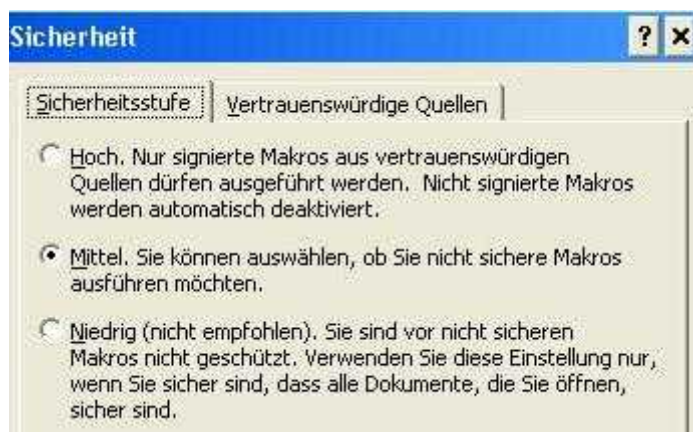 Sicherheit
Sicherheitsstufe Vertrauenswürdige Quellen
Hoch. Nur signierte Makros aus vertrauenswürdigen
Quellen dürfen ausgeführt werden. Nicht signierte Makros
werden automatisch deaktiviert.
Mittel. Sie können auswählen, ob Sie nicht sichere Makros
ausführen möchten.
Niedrig (nicht empfohlen). Sie sind vor nicht sicheren
Makros nicht geschützt. Verwenden Sie diese Einstellung nur,
wenn Sie sicher sind, dass alle Dokumente, die Sie öffnen,
sicher sind.